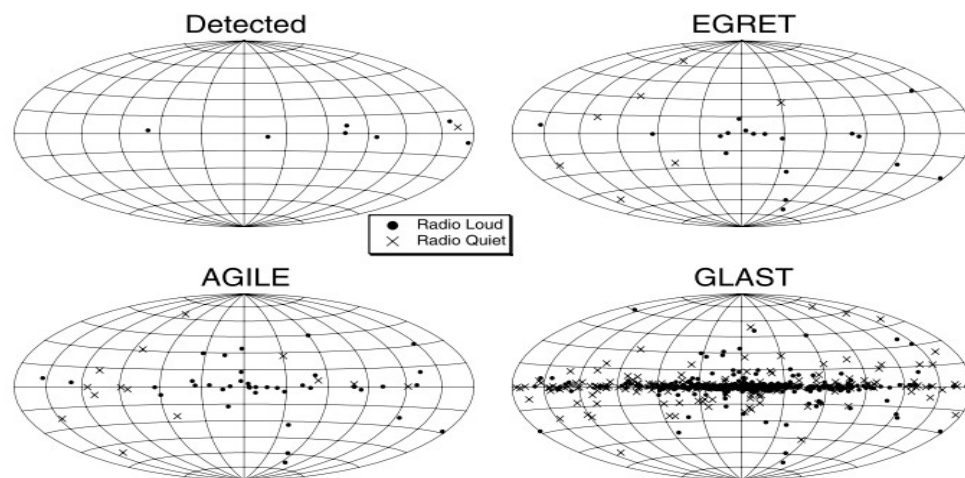 Detected
EGRET
Radio Loud
Radio Quiet
AGILE
GLAST